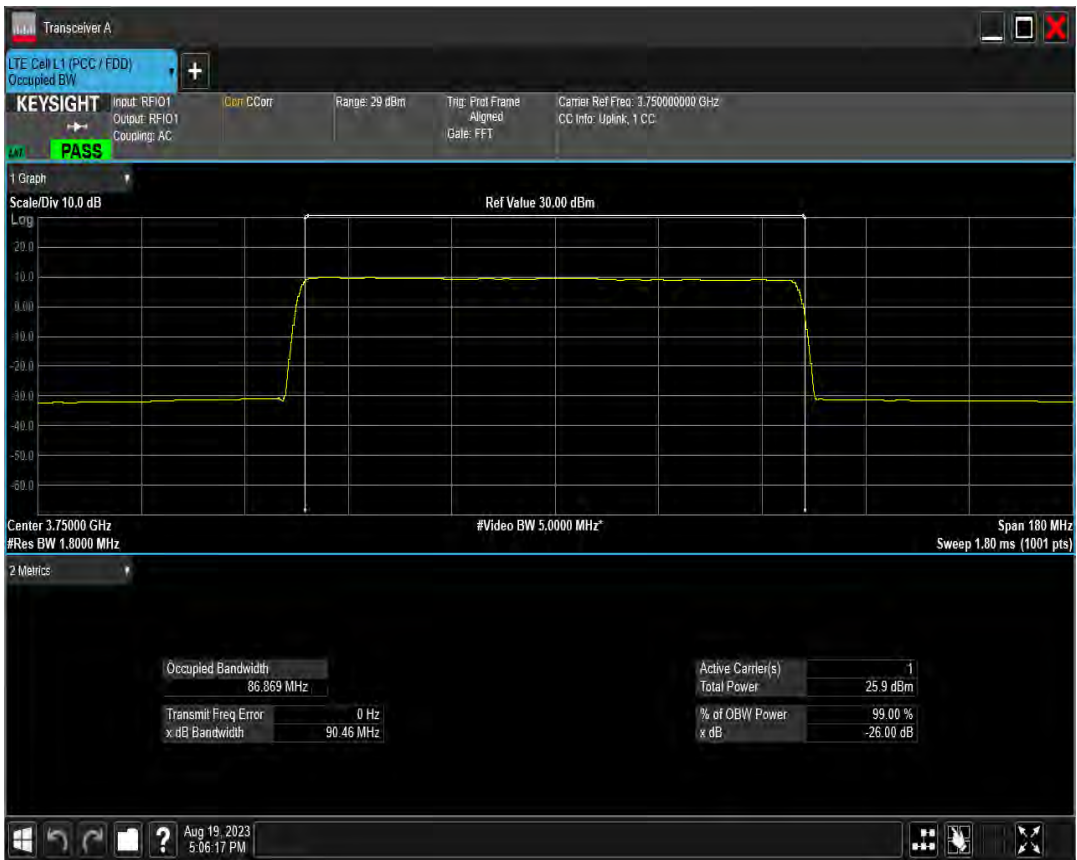 Transceiver A
LTE Cell L1 (PCC / FDD)
Occupied BW
+
KEYSIGHT
PASS
Input: RFIO1
Output: RFIO1
Coupling: AC
Corr CCorr
Range: 29 dBm
Trig: Prot Frame
Aligned
Gate: FFT
Carrier Ref Freq: 3.750000000 GHz
CC Info: Uplink, 1 CC
1 Graph
Scale/Div 10.0 dB
Ref Value 30.00 dBm
Log
20.0
10.0
0.00
-10.0
-20.0
-30.0
-40.0
-50.0
-60.0
Center 3.75000 GHz
#Video BW 5.0000 MHz*
Span 180 MHz
#Res BW 1.8000 MHz
Sweep 1.80 ms (1001 pts)
2 Metrics
Occupied Bandwidth
86.869 MHz
Transmit Freq Error 0 Hz
x dB Bandwidth 90.46 MHz
Active Carrier(s) 1
Total Power 25.9 dBm
% of OBW Power 99.00 %
x dB -26.00 dB
?
Aug 19, 2023
5:06:17 PM